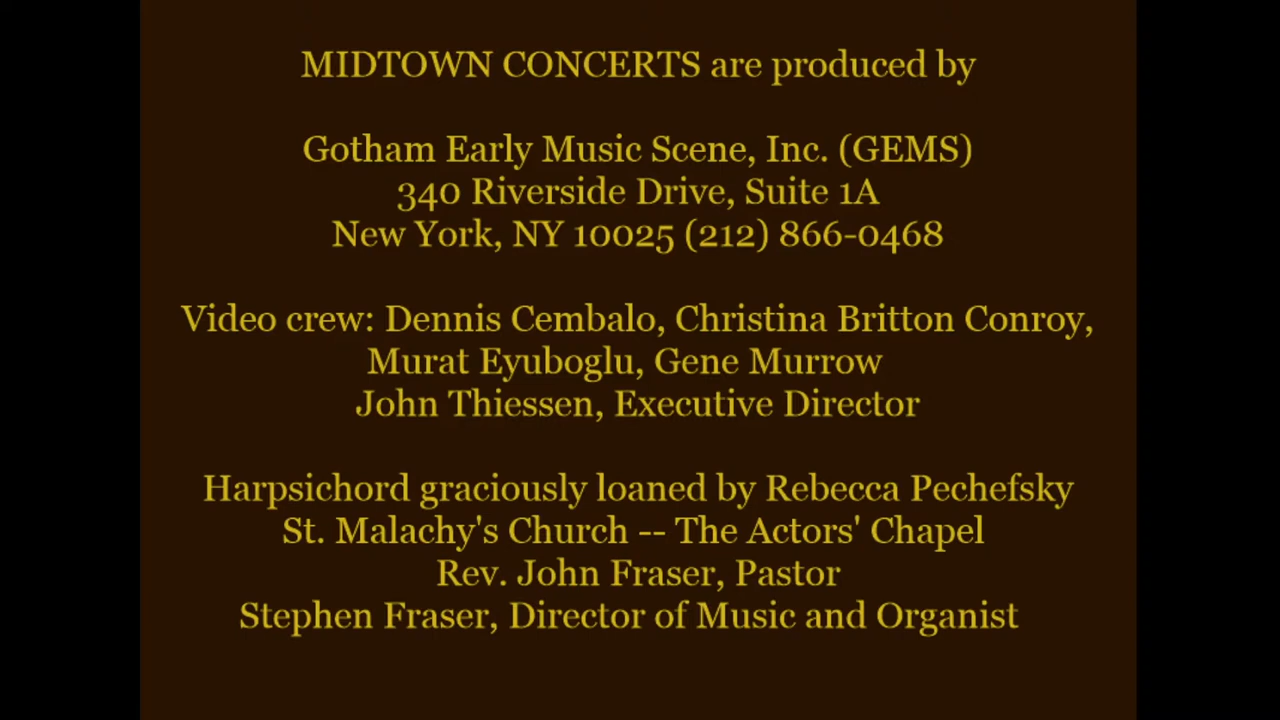 MIDTOWN CONCERTS are produced by
Gotham Early Music Scene, Inc. (GEMS)
340 Riverside Drive, Suite 1A
New York, NY 10025 (212) 866-0468
Video crew: Dennis Cembalo, Christina Britton Conroy,
Murat Eyuboglu, Gene Murrow
John Thiessen, Executive Director
Harpsichord graciously loaned by Rebecca Pechefsky
St. Malachy's Church -- The Actors' Chapel
Rev. John Fraser, Pastor
Stephen Fraser, Director of Music and Organist